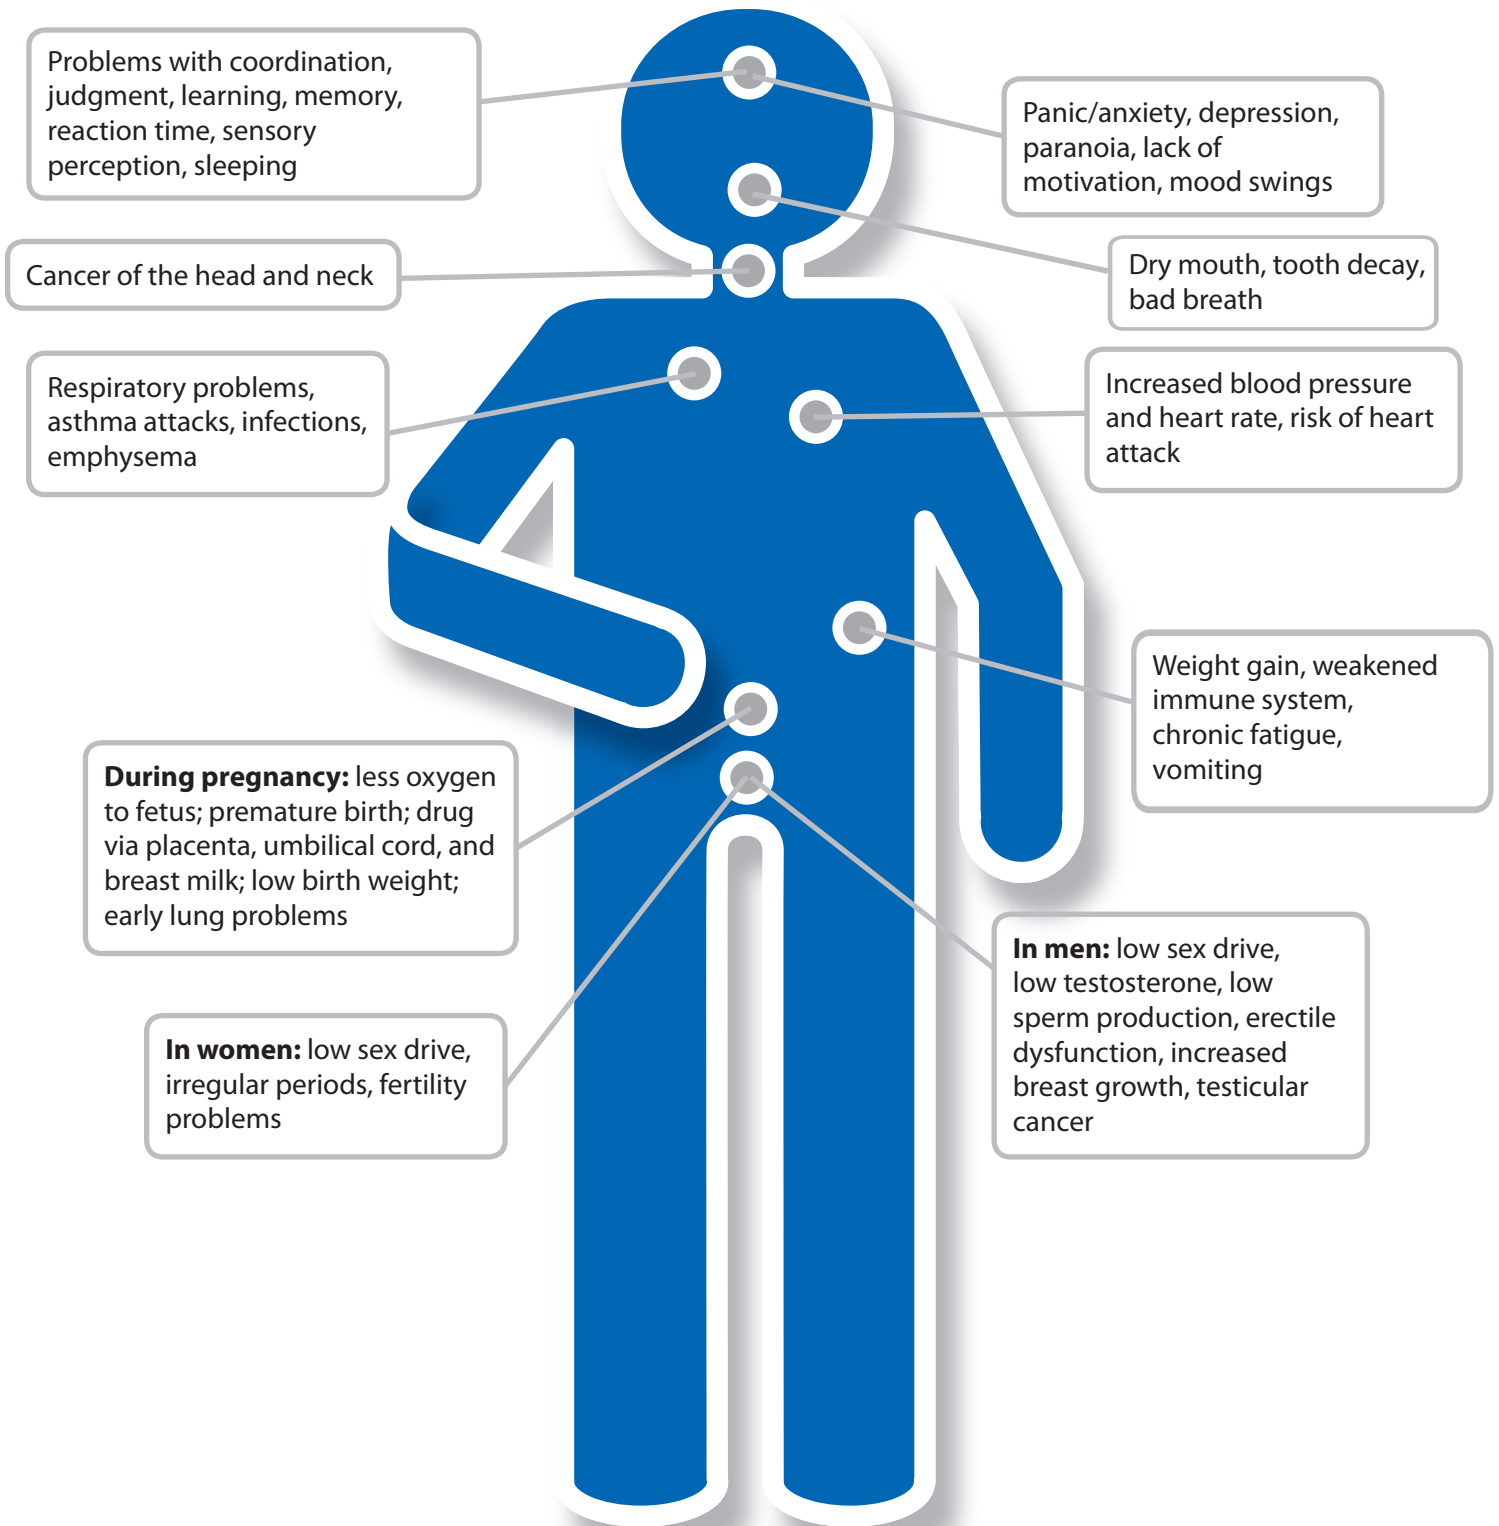 Problems with coordination,
judgment, learning, memory,
reaction time, sensory
perception, sleeping
Panic/anxiety, depression,
paranoia, lack of
motivation, mood swings
Cancer of the head and neck
Dry mouth, tooth decay,
bad breath
Respiratory problems,
asthma attacks, infections,
emphysema
Increased blood pressure
and heart rate, risk of heart
attack
Weight gain, weakened
immune system,
chronic fatigue,
vomiting
During pregnancy: less oxygen
to fetus; premature birth; drug
via placenta, umbilical cord, and
breast milk; low birth weight;
early lung problems
In men: low sex drive,
low testosterone, low
sperm production, erectile
dysfunction, increased
breast growth, testicular
cancer
In women: low sex drive,
irregular periods, fertility
problems